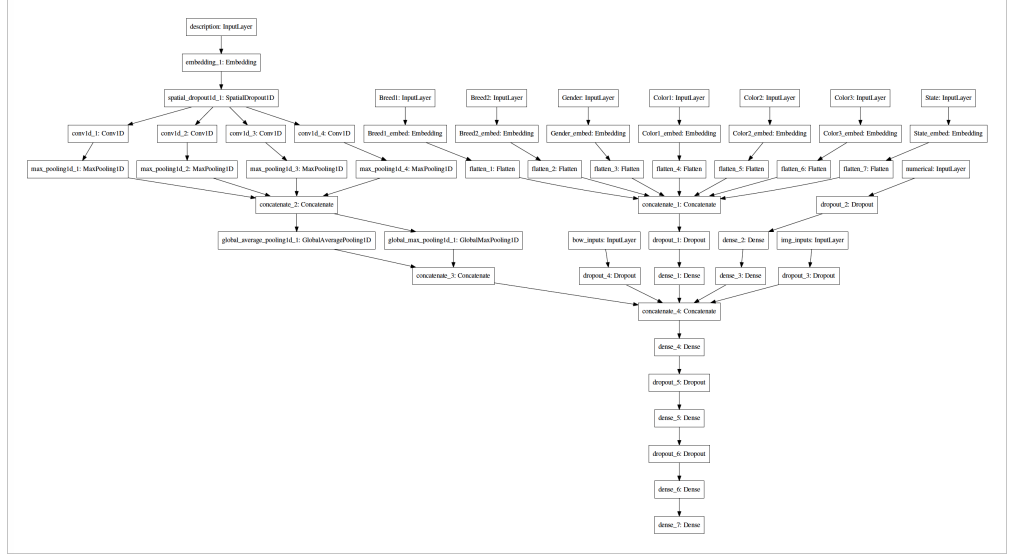 description: InputLayer
embedding_1: Embedding
spatial_dropout1d_1: SpatialDropout1D
Breed1: InputLayer
Breed2: InputLayer
Gender: InputLayer
Color1: InputLayer
Color2: InputLayer
Color3: InputLayer
State: InputLayer
conv1d_1: Conv1D
conv1d_2: Conv1D
conv1d_3: Conv1D
conv1d_4: Conv1D
Breed1_embed: Embedding
Breed2_embed: Embedding
Gender_embed: Embedding
Color1_embed: Embedding
Color2_embed: Embedding
Color3_embed: Embedding
State_embed: Embedding
max_pooling1d_1: MaxPooling1D
max_pooling1d_2: MaxPooling1D
max_pooling1d_3: MaxPooling1D
max_pooling1d_4: MaxPooling1D
flatten_1: Flatten
flatten_2: Flatten
flatten_3: Flatten
flatten_4: Flatten
flatten_5: Flatten
flatten_6: Flatten
flatten_7: Flatten
numerical: InputLayer
concatenate_2: Concatenate
concatenate_1: Concatenate
dropout_2: Dropout
global_average_pooling1d_1: GlobalAveragePooling1D
global_max_pooling1d_1: GlobalMaxPooling1D
bow_inputs: InputLayer
dropout_1: Dropout
dense_2: Dense
img_inputs: InputLayer
concatenate_3: Concatenate
dropout_4: Dropout
dense_1: Dense
dense_3: Dense
dropout_3: Dropout
concatenate_4: Concatenate
dense_4: Dense
dropout_5: Dropout
dense_5: Dense
dropout_6: Dropout
dense_6: Dense
dense_7: Dense